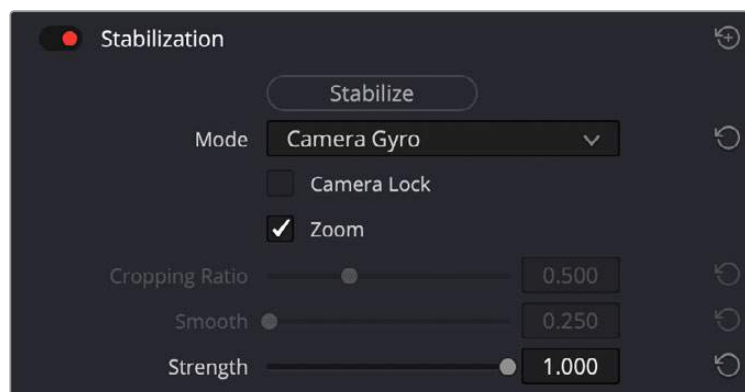 Stabilization
Stabilize
Mode Camera Gyro
Camera Lock
Zoom
Cropping Ratio 0.500
Smooth 0.250
Strength 1.000